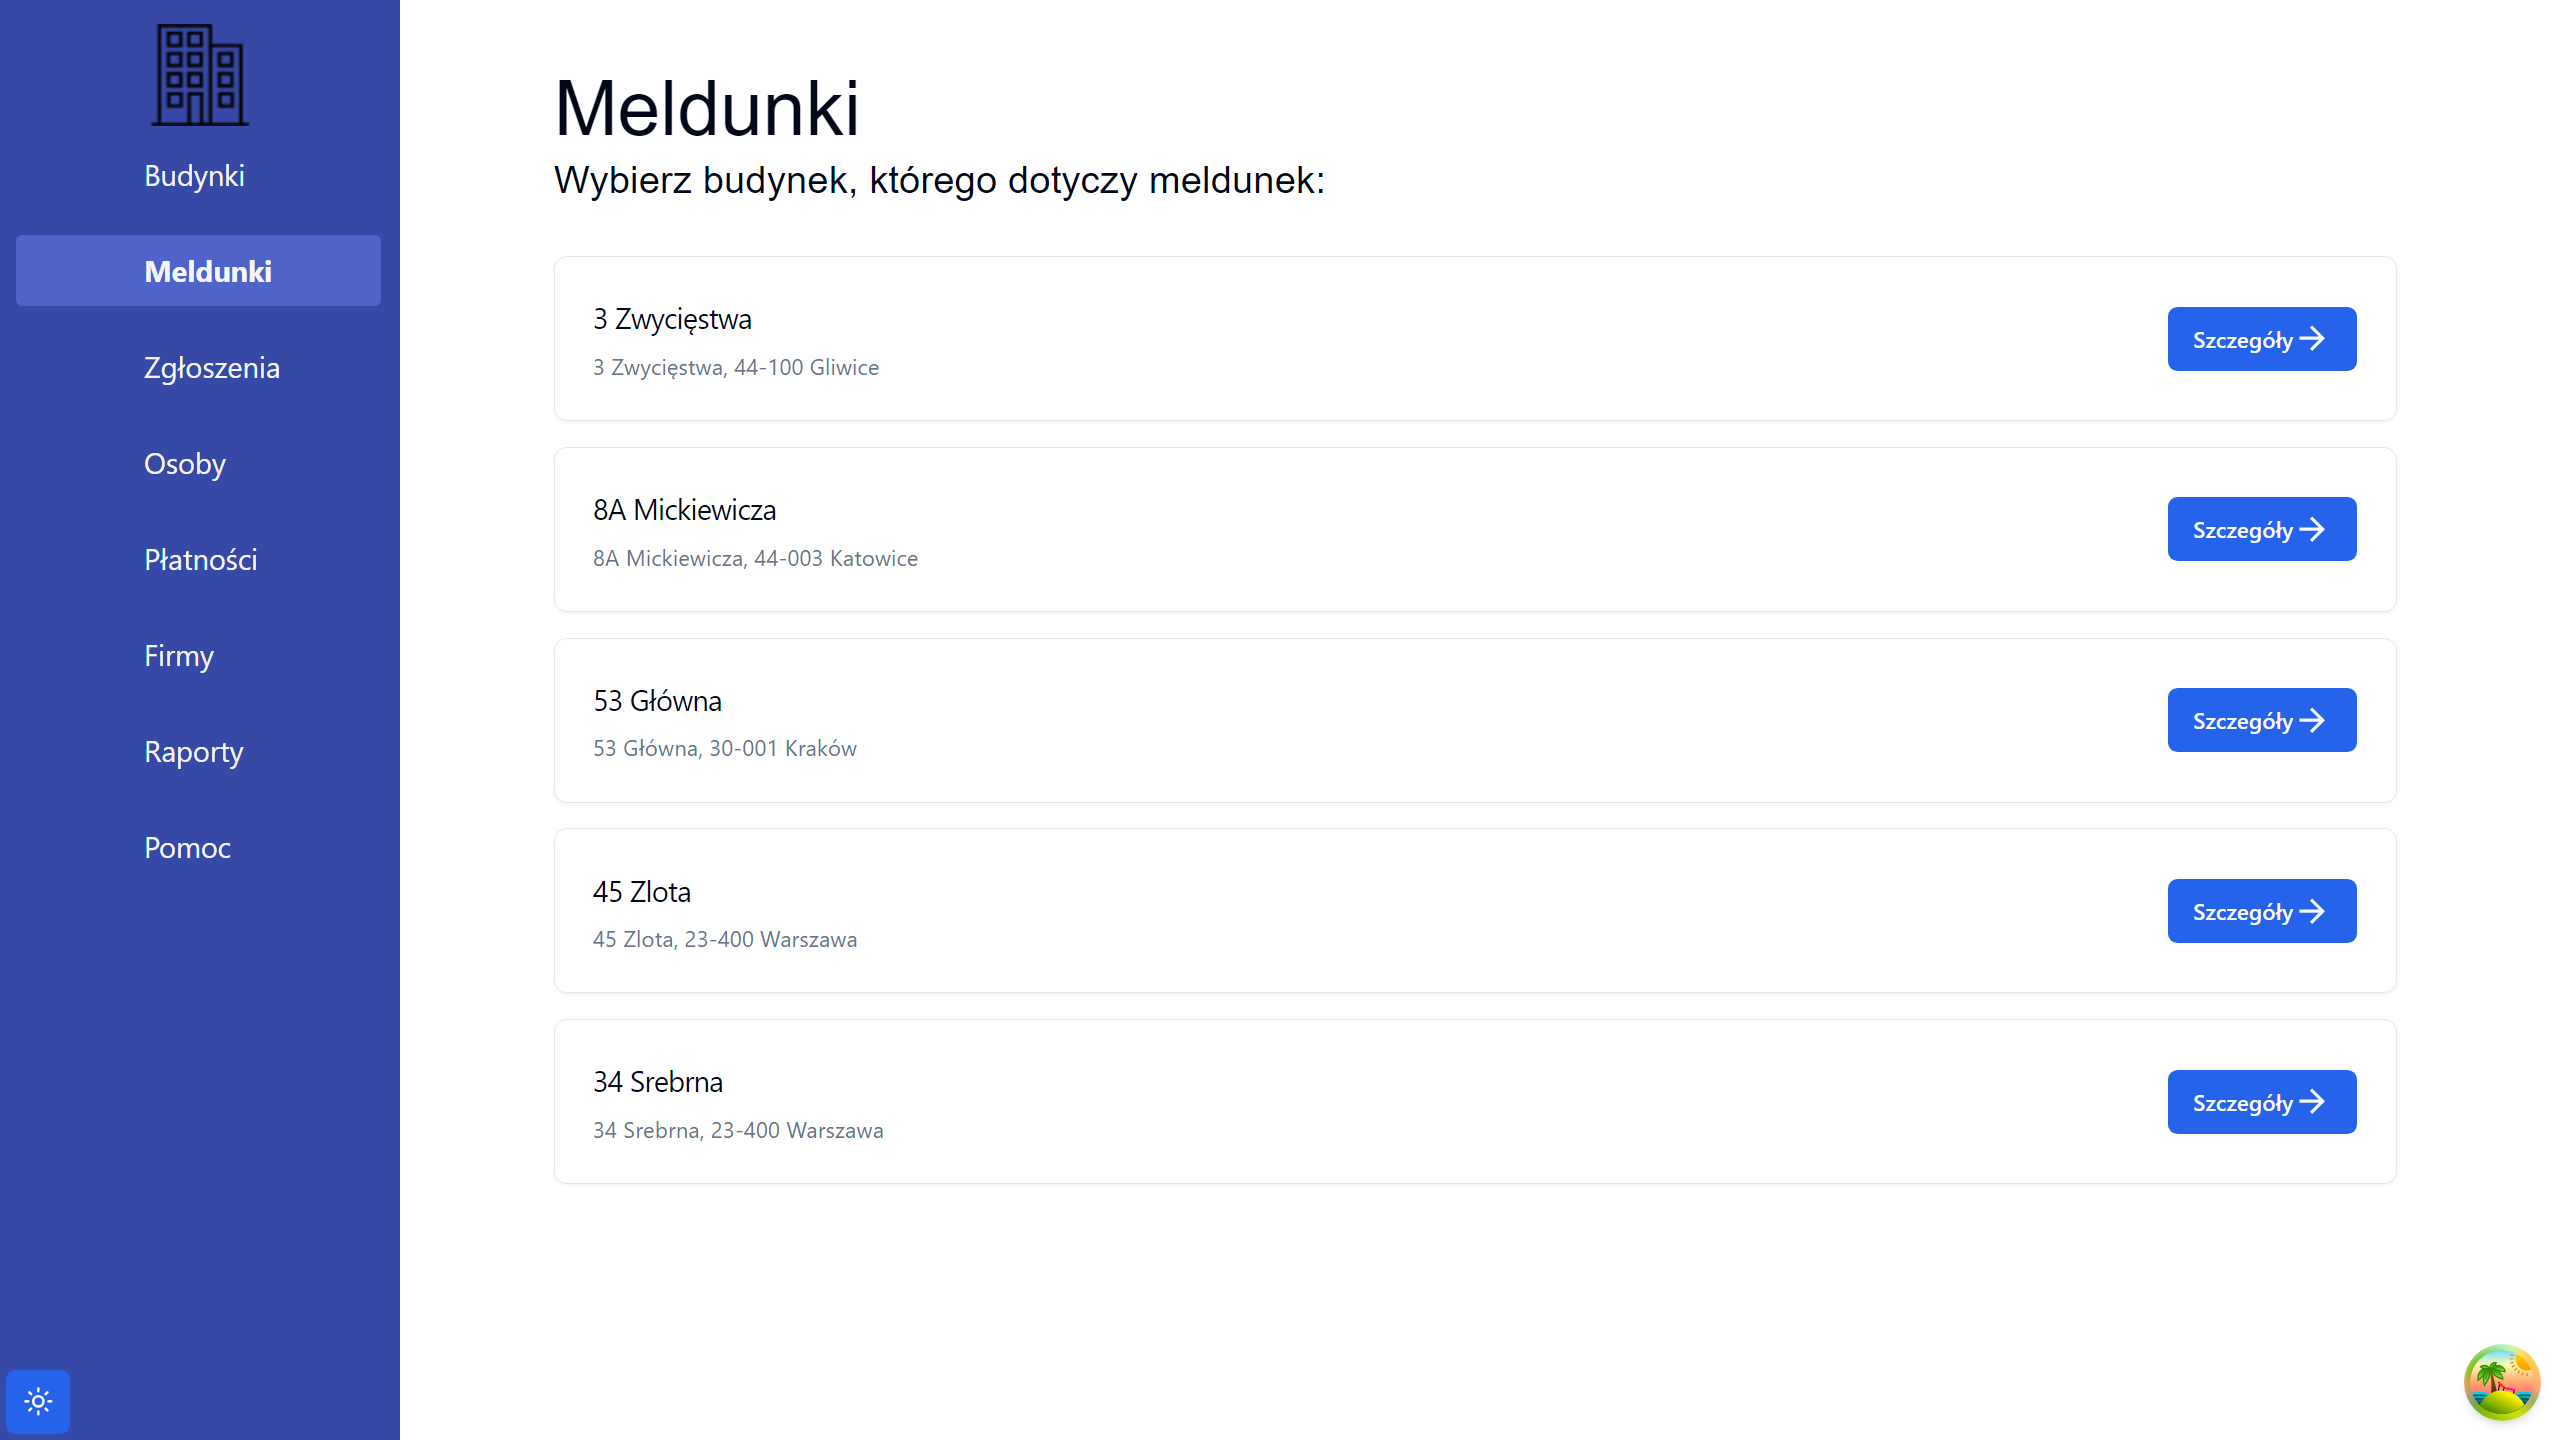 Budynki
Meldunki
Zgłoszenia
Osoby
Płatności
Firmy
Raporty
Pomoc
Meldunki
Wybierz budynek, którego dotyczy meldunek:
3 Zwycięstwa
3 Zwycięstwa, 44-100 Gliwice
Szczegóły
8A Mickiewicza
8A Mickiewicza, 44-003 Katowice
Szczegóły
53 Główna
53 Główna, 30-001 Kraków
Szczegóły
45 Zlota
45 Zlota, 23-400 Warszawa
Szczegóły
34 Srebrna
34 Srebrna, 23-400 Warszawa
Szczegóły